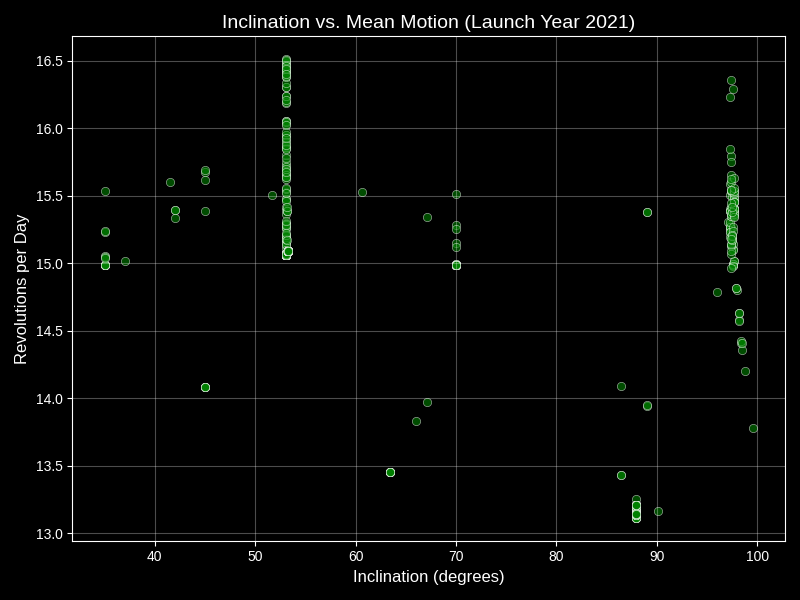 Inclination vs. Mean Motion (Launch Year 2021)
Revolutions per Day
16.5
16.0
15.5
15.0
14.5
14.0
13.5
13.0
40 50 60 70 80 90 100
Inclination (degrees)